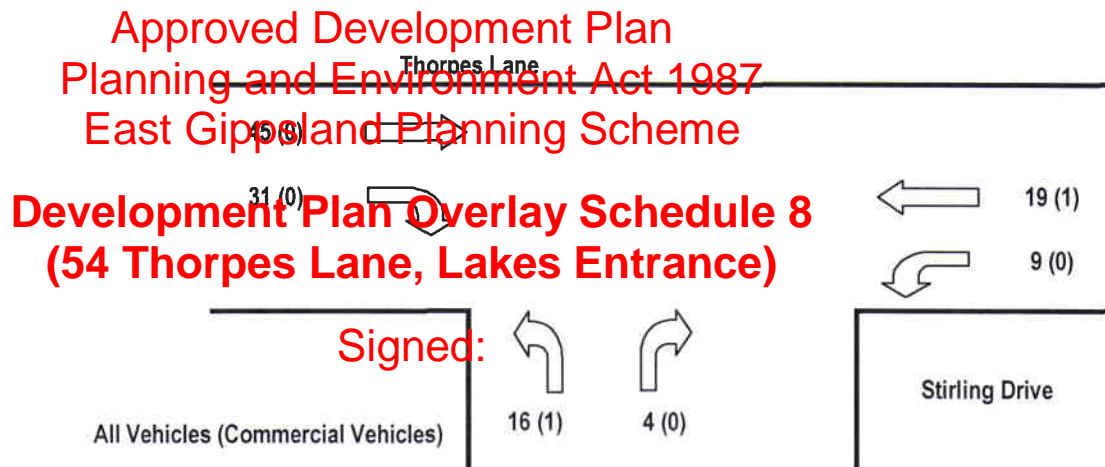 Approved Development Plan
Thorpes Lane
Planning and Environment Act 1987
East Gippsland Planning Scheme
45 (0)
31 (0)
19 (1)
Development Plan Overlay Schedule 8
(54 Thorpes Lane, Lakes Entrance)
9 (0)
Signed:
Stirling Drive
16 (1)
4 (0)
All Vehicles (Commercial Vehicles)